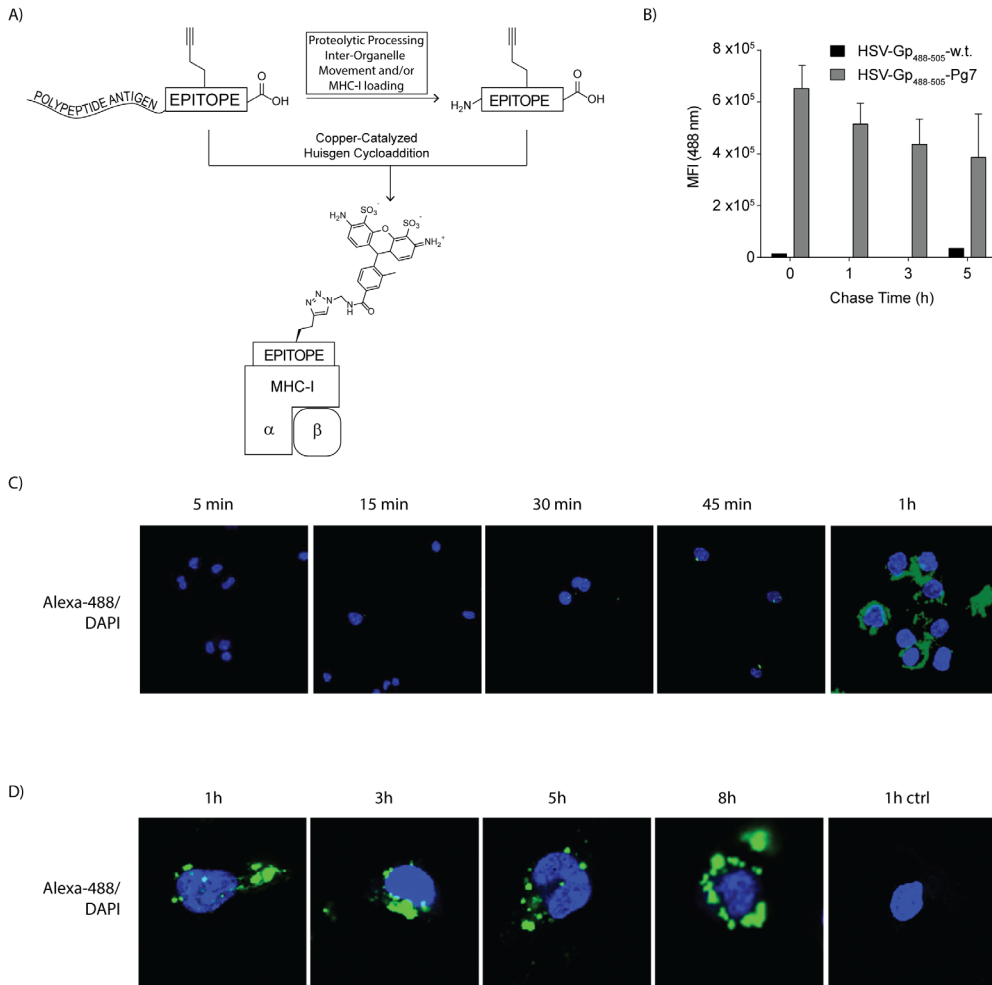 A)
Proteolytic Processing
Inter-Organelle
Movement and/or
MHC-I loading
POLYPEPTIDE ANTIGEN
EPITOPE
O
OH
H₂N
EPITOPE
O
OH
Copper-Catalyzed
Huisgen Cycloaddition
H₂N
SO₃⁻
O
SO₃⁻
NH₂⁺
N
N
N
NH
O
EPITOPE
MHC-I
α
β
B)
HSV-Gp₄₈₈₋₅₀₅-w.t.
HSV-Gp₄₈₈₋₅₀₅-Pg7
MFI (488 nm)
8 x10⁵
6 x10⁵
4 x10⁵
2 x10⁵
0
0 1 3 5
Chase Time (h)
C)
5 min 15 min 30 min 45 min 1h
Alexa-488/
DAPI
D)
1h 3h 5h 8h 1h ctrl
Alexa-488/
DAPI